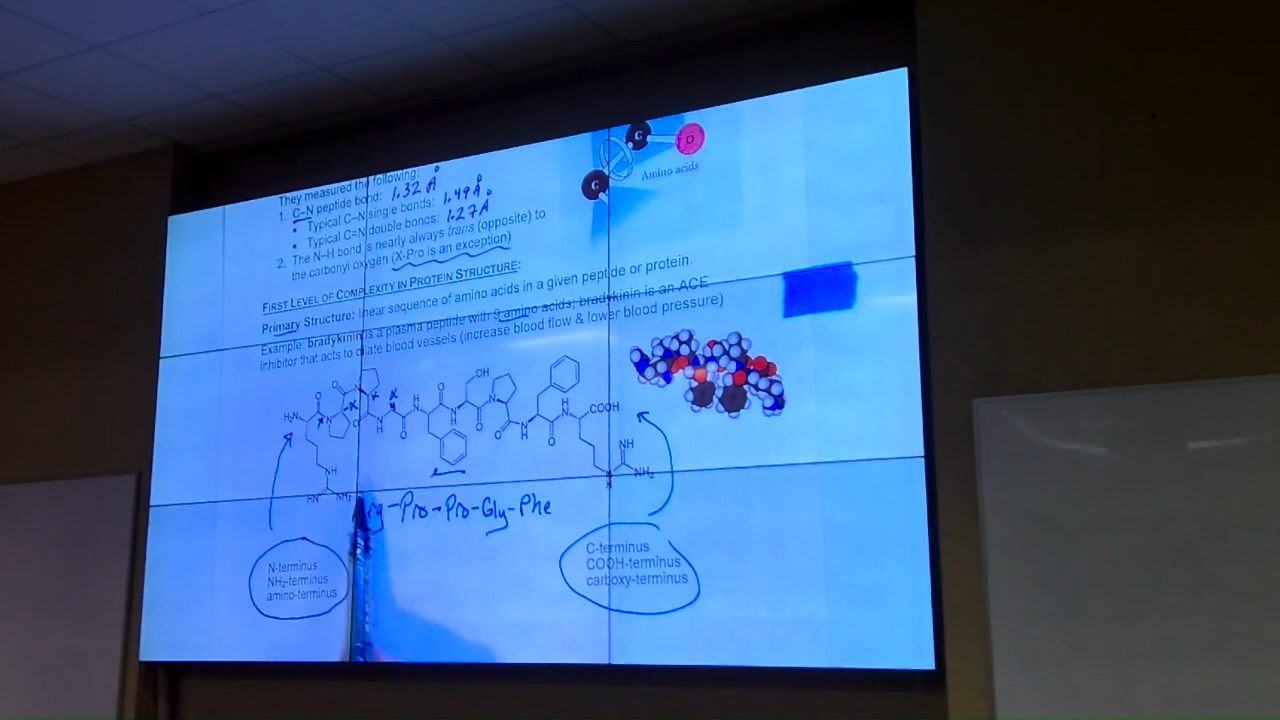 They measured the following:
1. C–N peptide bond: 1.32 Å
• Typical C–N single bonds: 1.49 Å
• Typical C=N double bonds: 1.27 Å
2. The N–H bond is nearly always trans (opposite) to
the carbonyl oxygen (X-Pro is an exception)
C
O
C
Amino acids
FIRST LEVEL OF COMPLEXITY IN PROTEIN STRUCTURE:
Primary Structure: linear sequence of amino acids in a given peptide or protein.
Example: bradykinin is a plasma peptide with 9 amino acids; bradykinin is an ACE
inhibitor that acts to dilate blood vessels (increase blood flow & lower blood pressure)
H₂N
O
N
O
N
O
N
H
α
O
H
N
O
N
H
OH
O
N
O
N
H
O
H
N
COOH
NH
HN
NH₂
NH
N
H
NH₂
Arg-Pro-Pro-Gly-Phe
N-terminus
NH₂-terminus
amino-terminus
C-terminus
COOH-terminus
carboxy-terminus